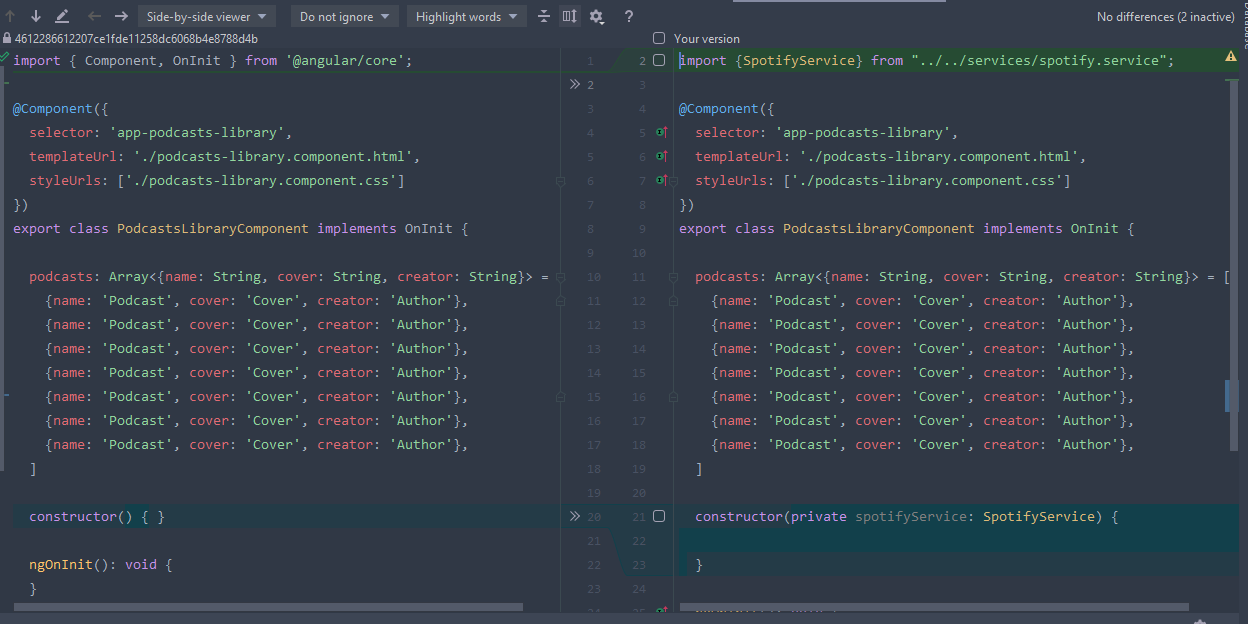 Side-by-side viewer Do not ignore Highlight words ? No differences (2 inactive)
4612286612207ce1fde11258dc6068b4e8788d4b Your version
import { Component, OnInit } from '@angular/core'; 1
2
@Component({ 3
selector: 'app-podcasts-library', 4
templateUrl: './podcasts-library.component.html', 5
styleUrls: ['./podcasts-library.component.css'] 6
}) 7
export class PodcastsLibraryComponent implements OnInit { 8
9
podcasts: Array<{name: String, cover: String, creator: String}> = 10
{name: 'Podcast', cover: 'Cover', creator: 'Author'}, 11
{name: 'Podcast', cover: 'Cover', creator: 'Author'}, 12
{name: 'Podcast', cover: 'Cover', creator: 'Author'}, 13
{name: 'Podcast', cover: 'Cover', creator: 'Author'}, 14
{name: 'Podcast', cover: 'Cover', creator: 'Author'}, 15
{name: 'Podcast', cover: 'Cover', creator: 'Author'}, 16
{name: 'Podcast', cover: 'Cover', creator: 'Author'}, 17
] 18
19
constructor() { } 20
21
ngOnInit(): void { 22
} 23
2 import {SpotifyService} from "../../services/spotify.service";
3
4 @Component({
5 selector: 'app-podcasts-library',
6 templateUrl: './podcasts-library.component.html',
7 styleUrls: ['./podcasts-library.component.css']
8 })
9 export class PodcastsLibraryComponent implements OnInit {
10
11 podcasts: Array<{name: String, cover: String, creator: String}> = [
12 {name: 'Podcast', cover: 'Cover', creator: 'Author'},
13 {name: 'Podcast', cover: 'Cover', creator: 'Author'},
14 {name: 'Podcast', cover: 'Cover', creator: 'Author'},
15 {name: 'Podcast', cover: 'Cover', creator: 'Author'},
16 {name: 'Podcast', cover: 'Cover', creator: 'Author'},
17 {name: 'Podcast', cover: 'Cover', creator: 'Author'},
18 {name: 'Podcast', cover: 'Cover', creator: 'Author'},
19 ]
20
21 constructor(private spotifyService: SpotifyService) {
22
23 }
24